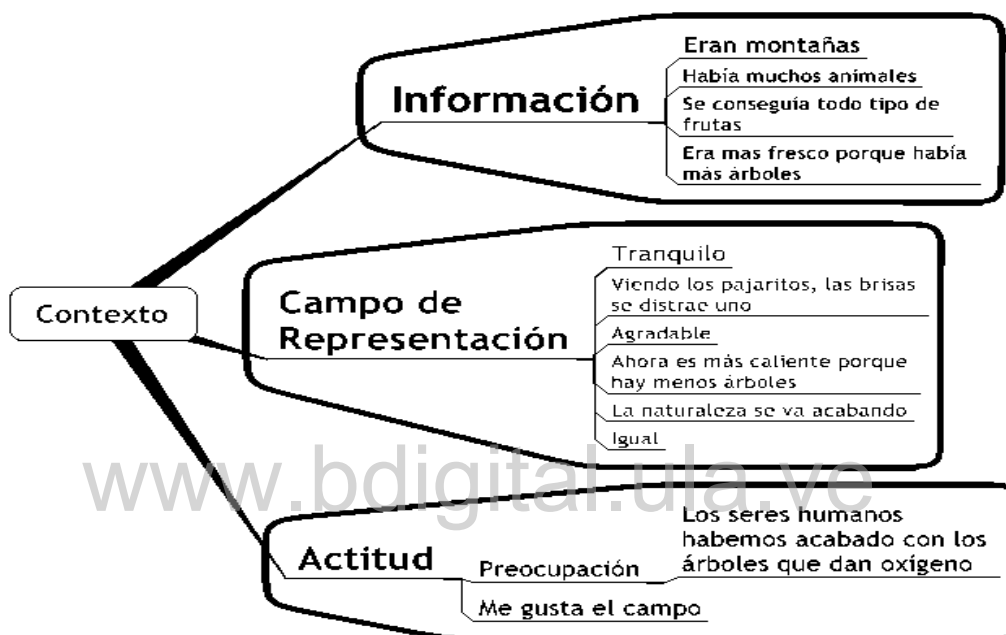 Contexto
Información
Eran montañas
Había muchos animales
Se conseguía todo tipo de
frutas
Era mas fresco porque había
más árboles
Campo de
Representación
Tranquilo
Viendo los pajaritos, las brisas
se distrae uno
Agradable
Ahora es más caliente porque
hay menos árboles
La naturaleza se va acabando
Igual
www.bdigital.ula.ve
Actitud
Preocupación
Los seres humanos
habemos acabado con los
árboles que dan oxígeno
Me gusta el campo